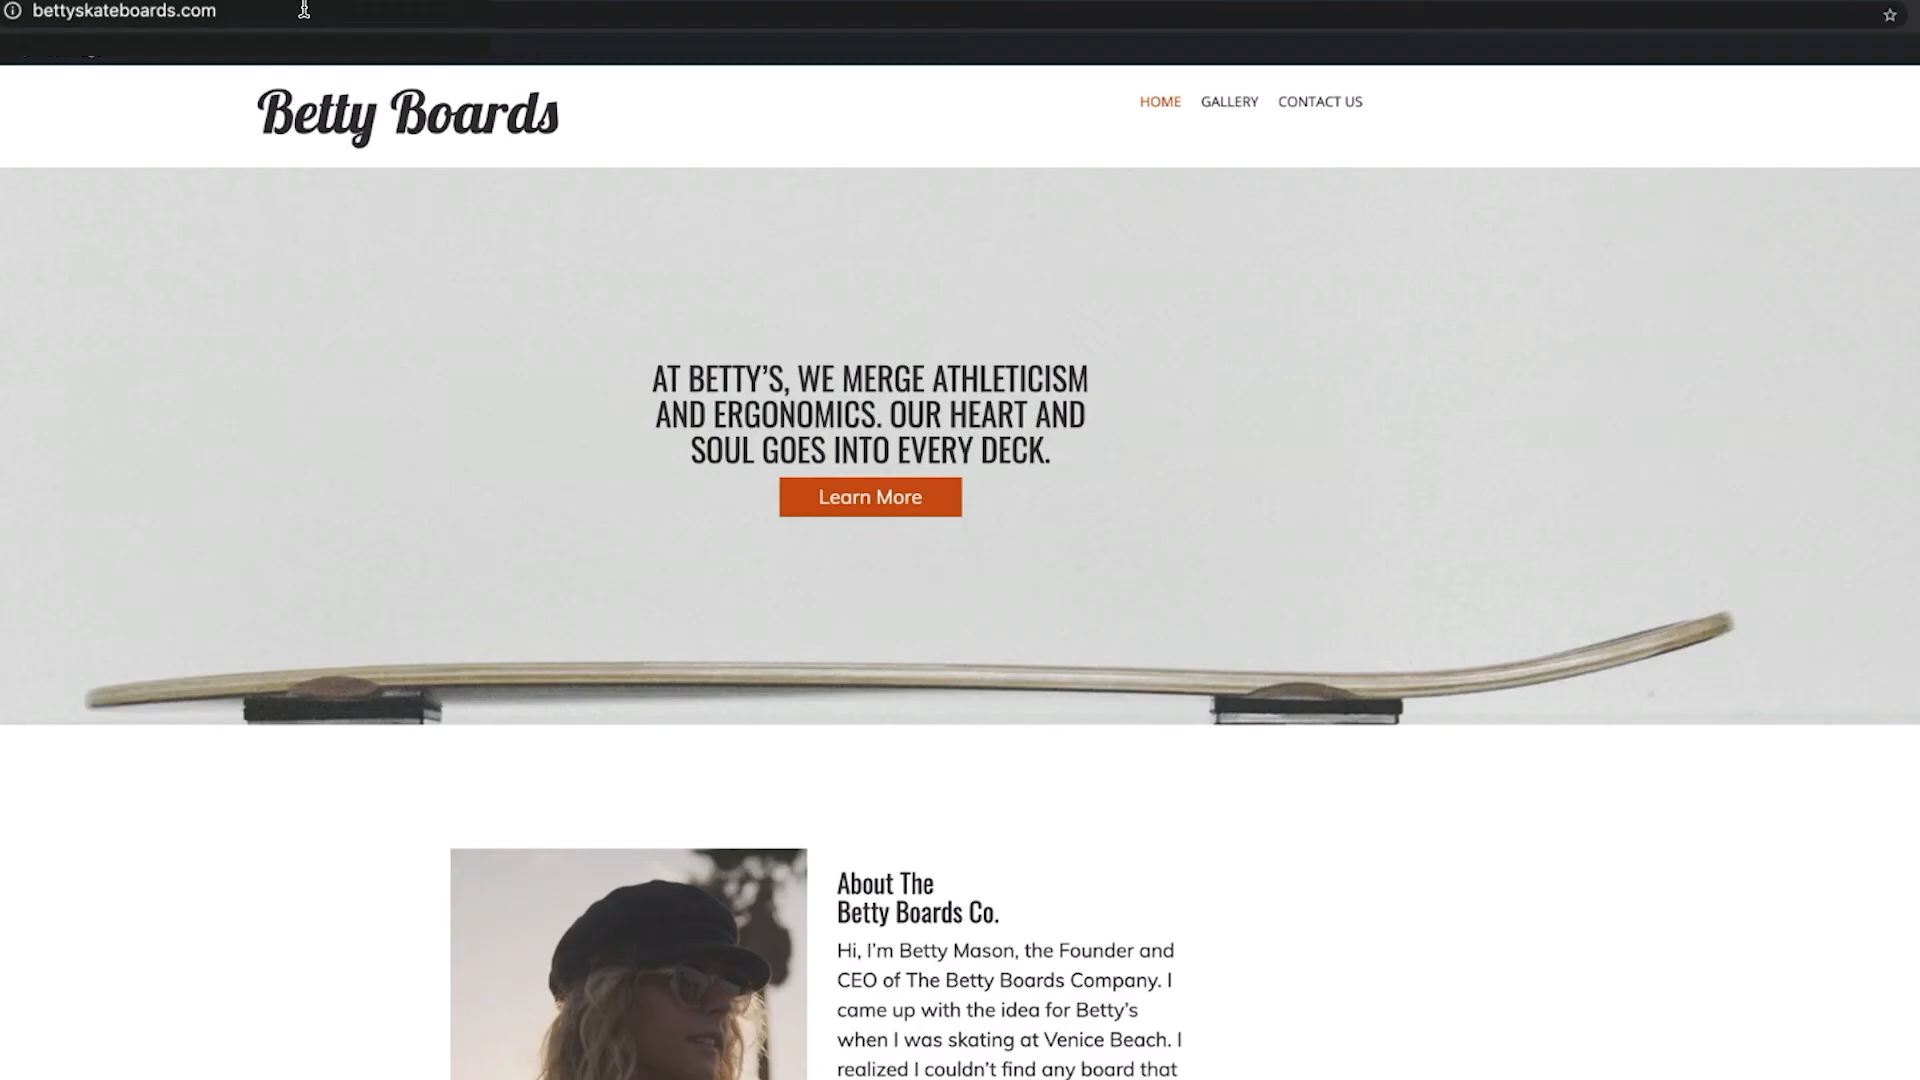 bettyskateboards.com
Betty Boards
HOME GALLERY CONTACT US
AT BETTY’S, WE MERGE ATHLETICISM
AND ERGONOMICS. OUR HEART AND
SOUL GOES INTO EVERY DECK.
Learn More
About The
Betty Boards Co.
Hi, I’m Betty Mason, the Founder and
CEO of The Betty Boards Company. I
came up with the idea for Betty’s
when I was skating at Venice Beach. I
realized I couldn’t find any board that